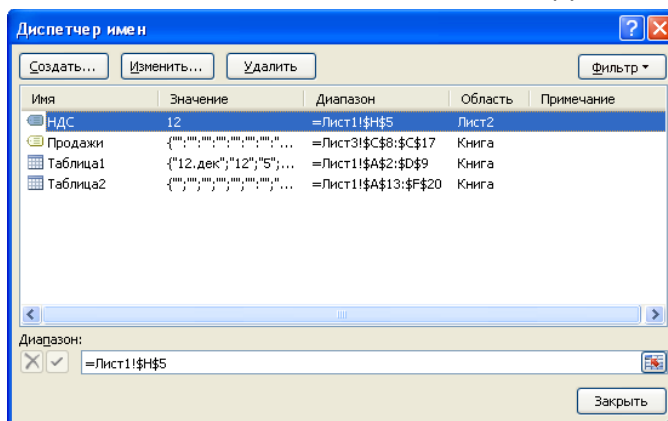 Диспетчер имен
Создать... Изменить... Удалить Фильтр
Имя Значение Диапазон Область Примечание
НДС 12 =Лист1!$H$5 Лист2
Продажи {"":"":"":"":"":"":"":"... =Лист3!$C$8:$C$17 Книга
Таблица1 {"12.дек";"12";"5";... =Лист1!$A$2:$D$9 Книга
Таблица2 {"";"";"";"";"":"";"... =Лист1!$A$13:$F$20 Книга
Диапазон:
=Лист1!$H$5
Закрыть